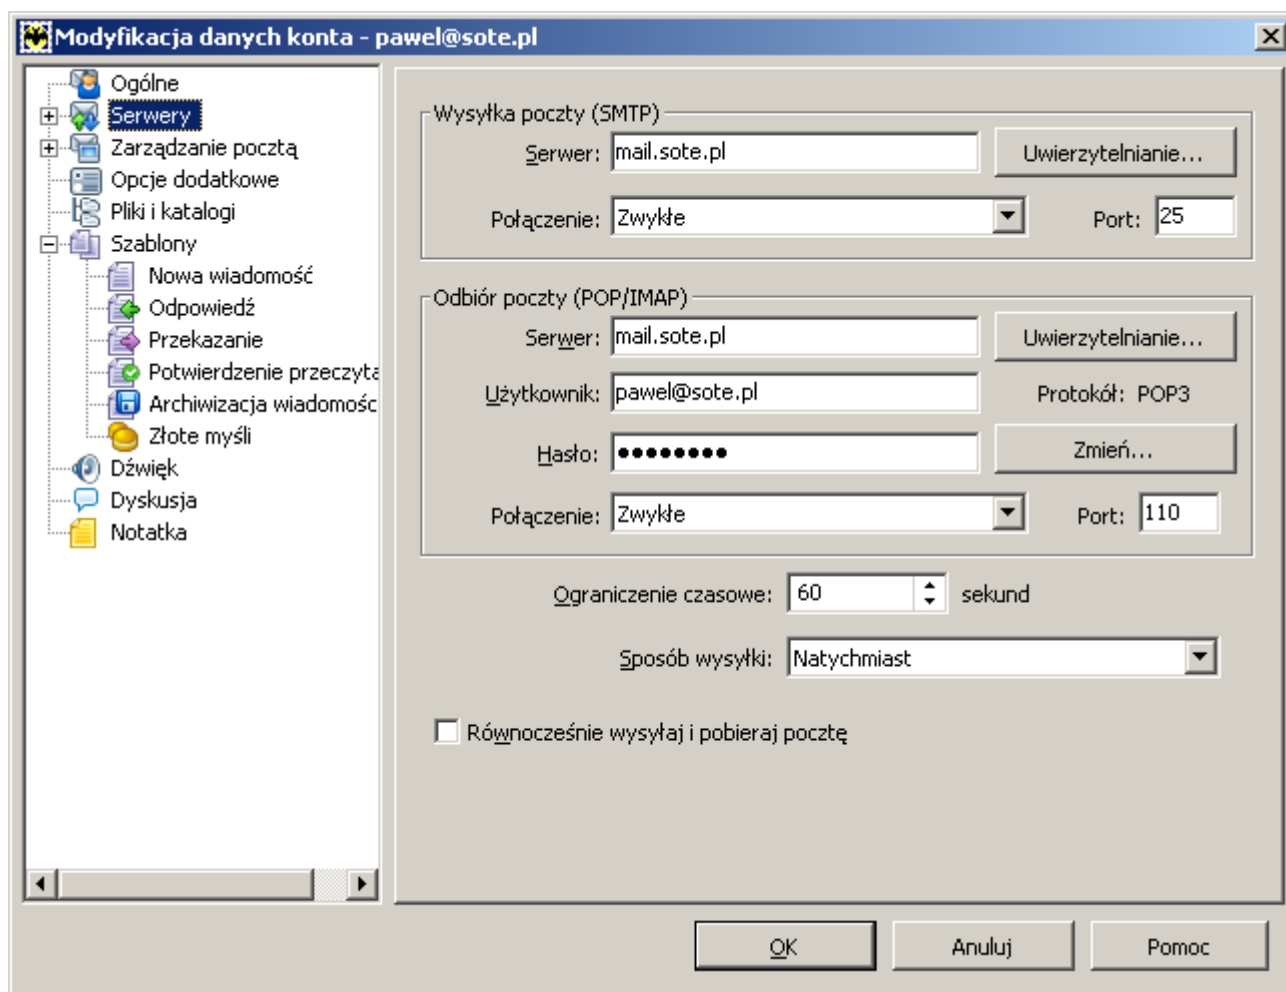 Modyfikacja danych konta - pawel@sote.pl
Ogólne
Serwery
Zarządzanie pocztą
Opcje dodatkowe
Pliki i katalogi
Szablony
Nowa wiadomość
Odpowiedź
Przekazanie
Potwierdzenie przeczyta
Archiwizacja wiadomośc
Złote myśli
Dźwięk
Dyskusja
Notatka
Wysyłka poczty (SMTP)
Serwer: mail.sote.pl Uwierzytelnianie...
Połączenie: Zwykłe Port: 25
Odbiór poczty (POP/IMAP)
Serwer: mail.sote.pl Uwierzytelnianie...
Użytkownik: pawel@sote.pl Protokół: POP3
Hasło: ●●●●●●●● Zmień...
Połączenie: Zwykłe Port: 110
Ograniczenie czasowe: 60 sekund
Sposób wysyłki: Natychmiast
Równocześnie wysyłaj i pobieraj pocztę
OK Anuluj Pomoc